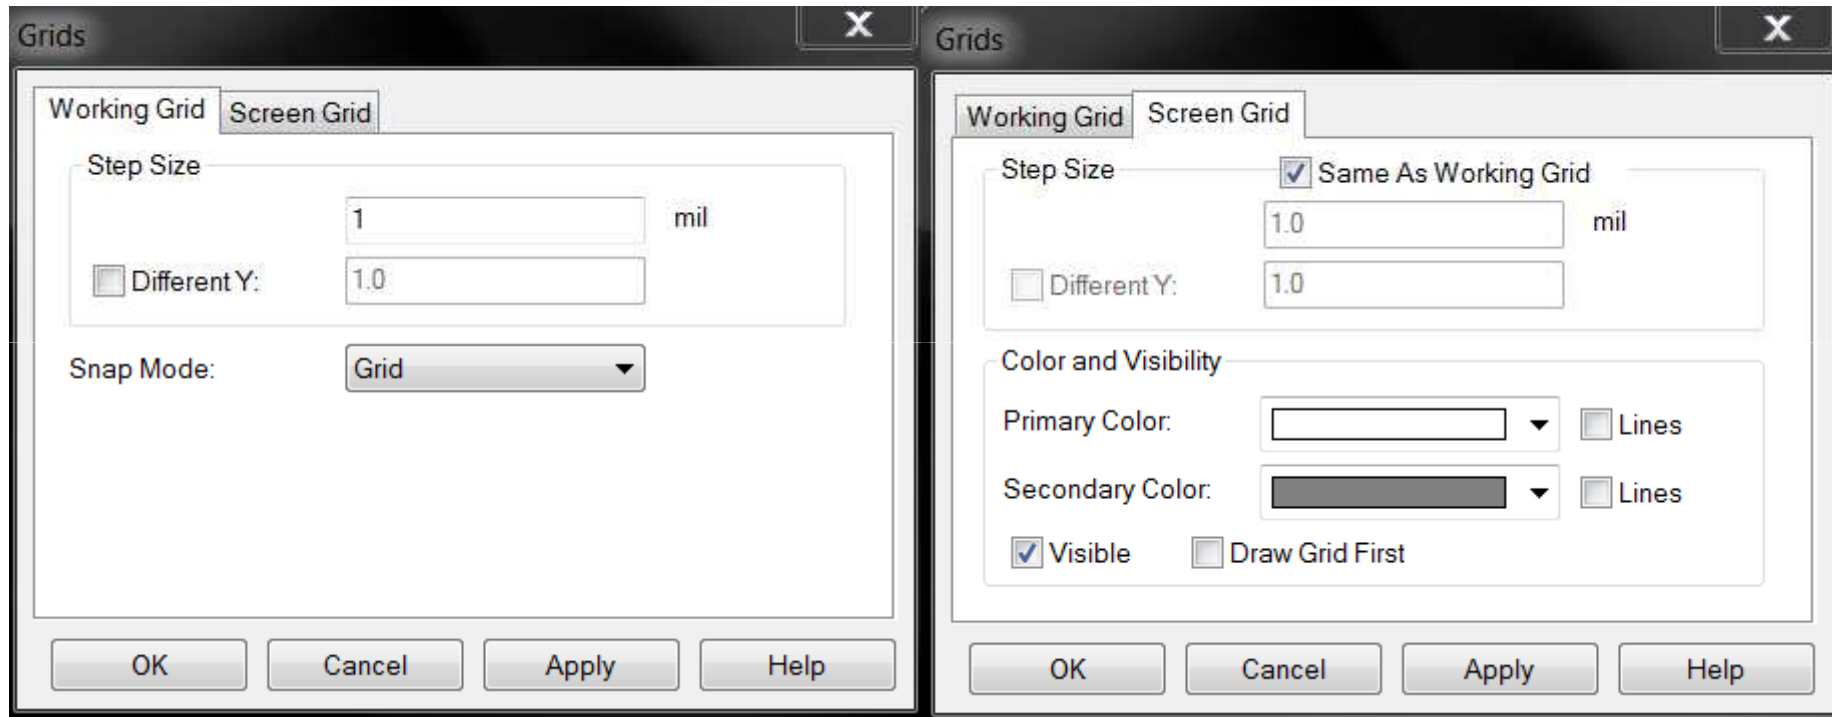 Grids
X
Working Grid Screen Grid
Step Size
1 mil
Different Y: 1.0
Snap Mode: Grid
OK Cancel Apply Help
Grids
X
Working Grid Screen Grid
Step Size Same As Working Grid
1.0 mil
Different Y: 1.0
Color and Visibility
Primary Color: Lines
Secondary Color: Lines
Visible Draw Grid First
OK Cancel Apply Help